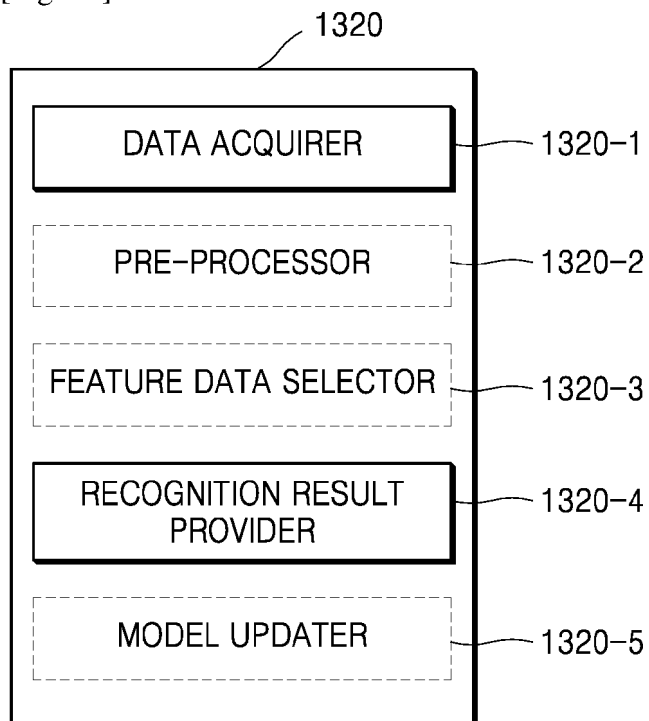 1320
DATA ACQUIRER
1320-1
PRE-PROCESSOR
1320-2
FEATURE DATA SELECTOR
1320-3
RECOGNITION RESULT
PROVIDER
1320-4
MODEL UPDATER
1320-5